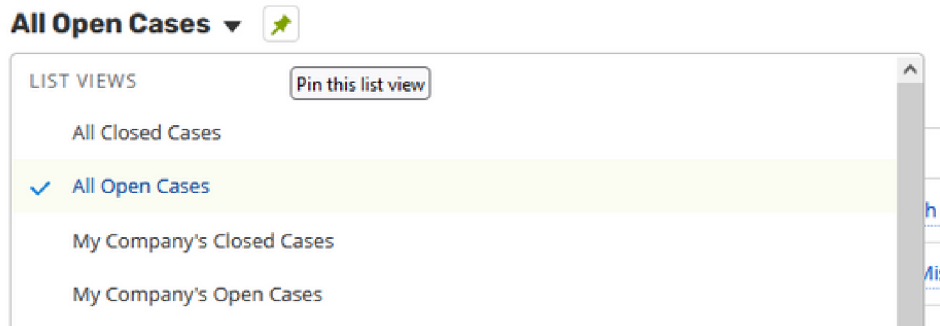 All Open Cases
LIST VIEWS
Pin this list view
All Closed Cases
All Open Cases
My Company's Closed Cases
My Company's Open Cases